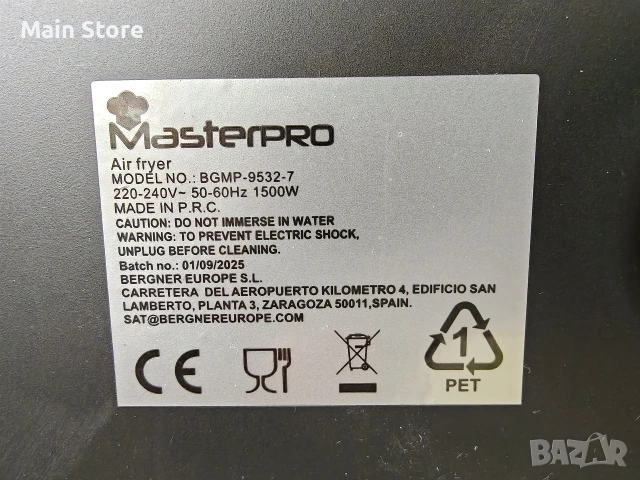 Main Store
MasterPRO
Air fryer
MODEL NO.: BGMP-9532-7
220-240V~ 50-60Hz 1500W
MADE IN P.R.C.
CAUTION: DO NOT IMMERSE IN WATER
WARNING: TO PREVENT ELECTRIC SHOCK,
UNPLUG BEFORE CLEANING.
Batch no.: 01/09/2025
BERGNER EUROPE S.L.
CARRETERA DEL AEROPUERTO KILOMETRO 4, EDIFICIO SAN
LAMBERTO, PLANTA 3, ZARAGOZA 50011,SPAIN.
SAT@BERGNEREUROPE.COM
CE
1
PET
BAZAR